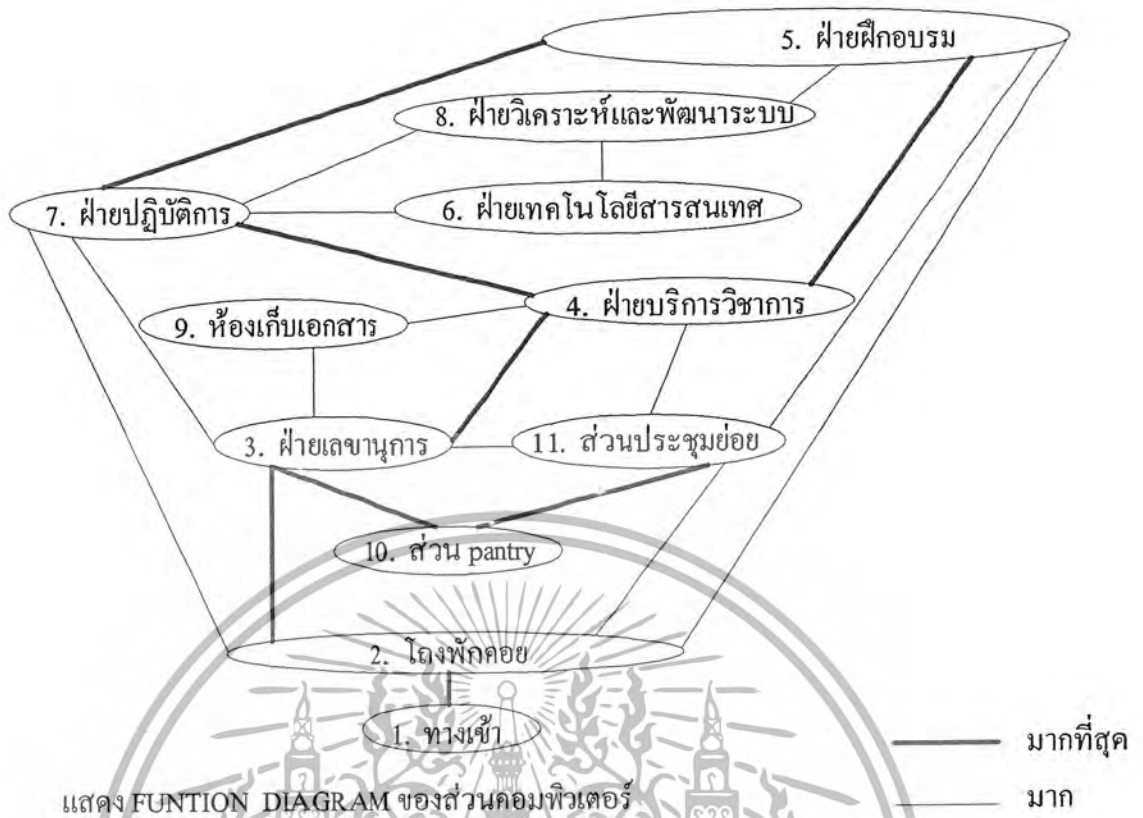 5. ฝ่ายฝึกอบรม
8. ฝ่ายวิเคราะห์และพัฒนาระบบ
7. ฝ่ายปฏิบัติการ
6. ฝ่ายเทคโนโลยีสารสนเทศ
4. ฝ่ายบริการวิชาการ
9. ห้องเก็บเอกสาร
3. ฝ่ายเลขานุการ
11. ส่วนประชุมย่อย
10. ส่วน pantry
2. โถงพักคอย
1. ทางเข้า
มากที่สุด
แสดง FUNTION DIAGRAM ของส่วนคอมพิวเตอร์
มาก